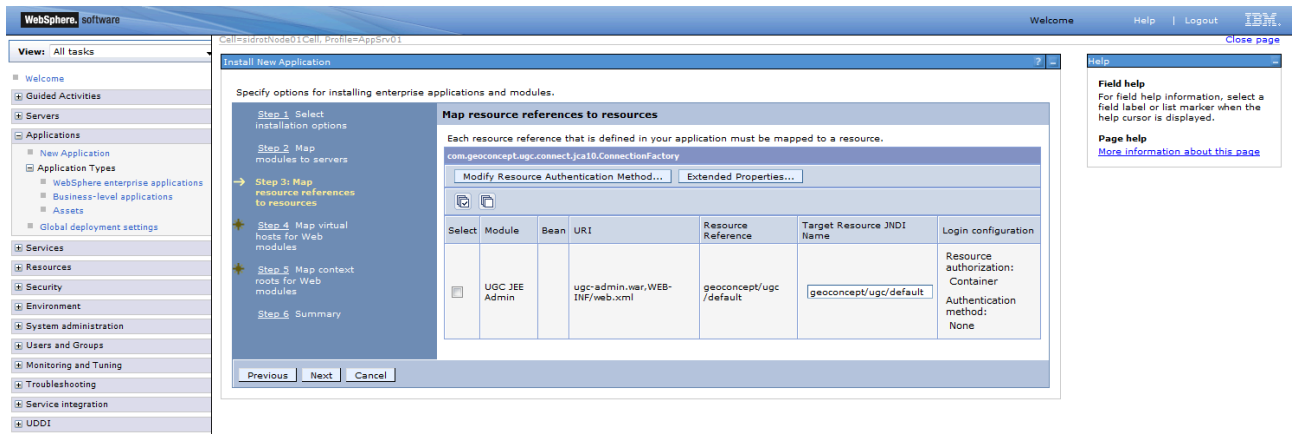 WebSphere. software
Welcome
Help | Logout
IBM.
View: All tasks
Cell=sidrotNode01Cell, Profile=AppSrv01
Close page
Welcome
Guided Activities
Servers
Applications
New Application
Application Types
WebSphere enterprise applications
Business-level applications
Assets
Global deployment settings
Services
Resources
Security
Environment
System administration
Users and Groups
Monitoring and Tuning
Troubleshooting
Service integration
UDDI
Install New Application
?
Specify options for installing enterprise applications and modules.
Step 1 Select
installation options
Step 2 Map
modules to servers
Step 3: Map
resource references
to resources
Step 4 Map virtual
hosts for Web
modules
Step 5 Map context
roots for Web
modules
Step 6 Summary
Map resource references to resources
Each resource reference that is defined in your application must be mapped to a resource.
com.geoconcept.ugc.connect.jca10.ConnectionFactory
Modify Resource Authentication Method...
Extended Properties...
Select
Module
Bean
URI
Resource
Reference
Target Resource JNDI
Name
Login configuration
UGC JEE
Admin
ugc-admin.war,WEB-
INF/web.xml
geoconcept/ugc
/default
geoconcept/ugc/default
Resource
authorization:
Container
Authentication
method:
None
Previous
Next
Cancel
Help
Field help
For field help information, select a
field label or list marker when the
help cursor is displayed.
Page help
More information about this page